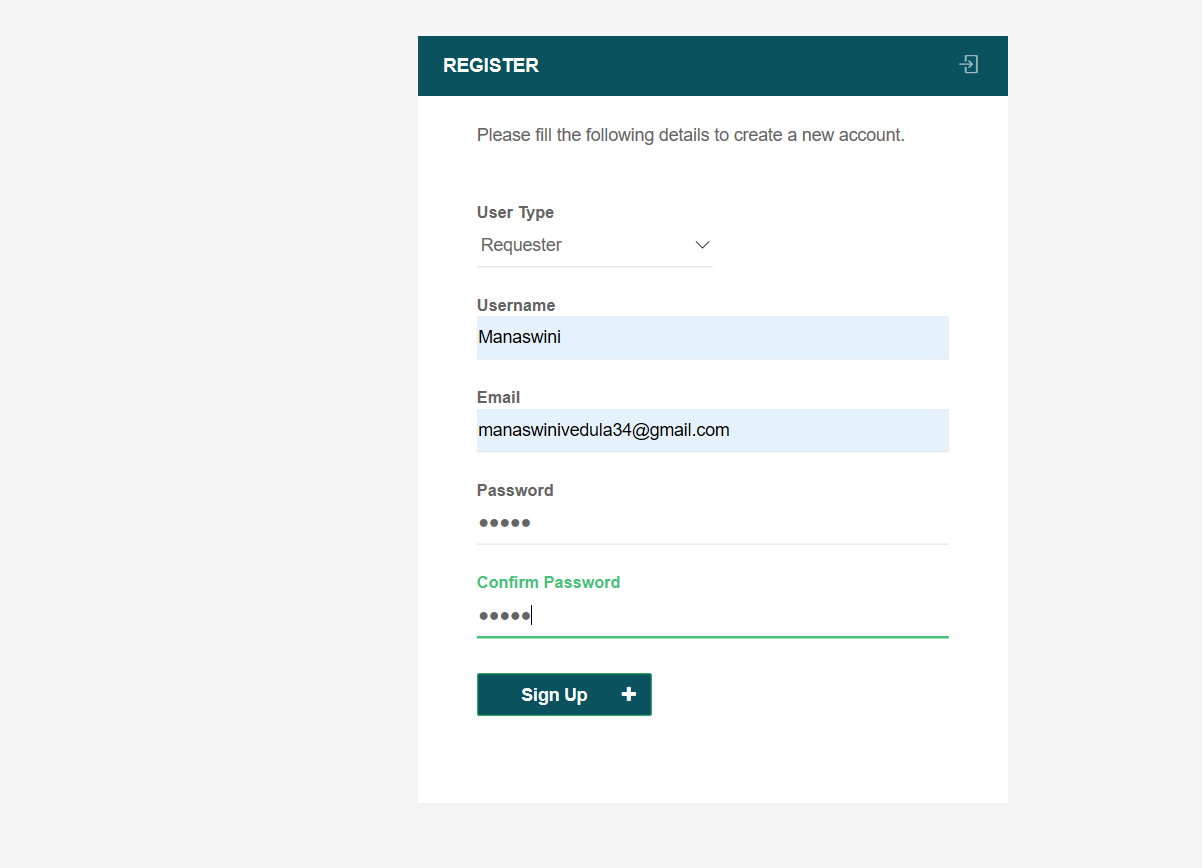 REGISTER
Please fill the following details to create a new account.
User Type
Requester
Username
Manaswini
Email
manaswinivedula34@gmail.com
Password
●●●●●
Confirm Password
●●●●●
Sign Up